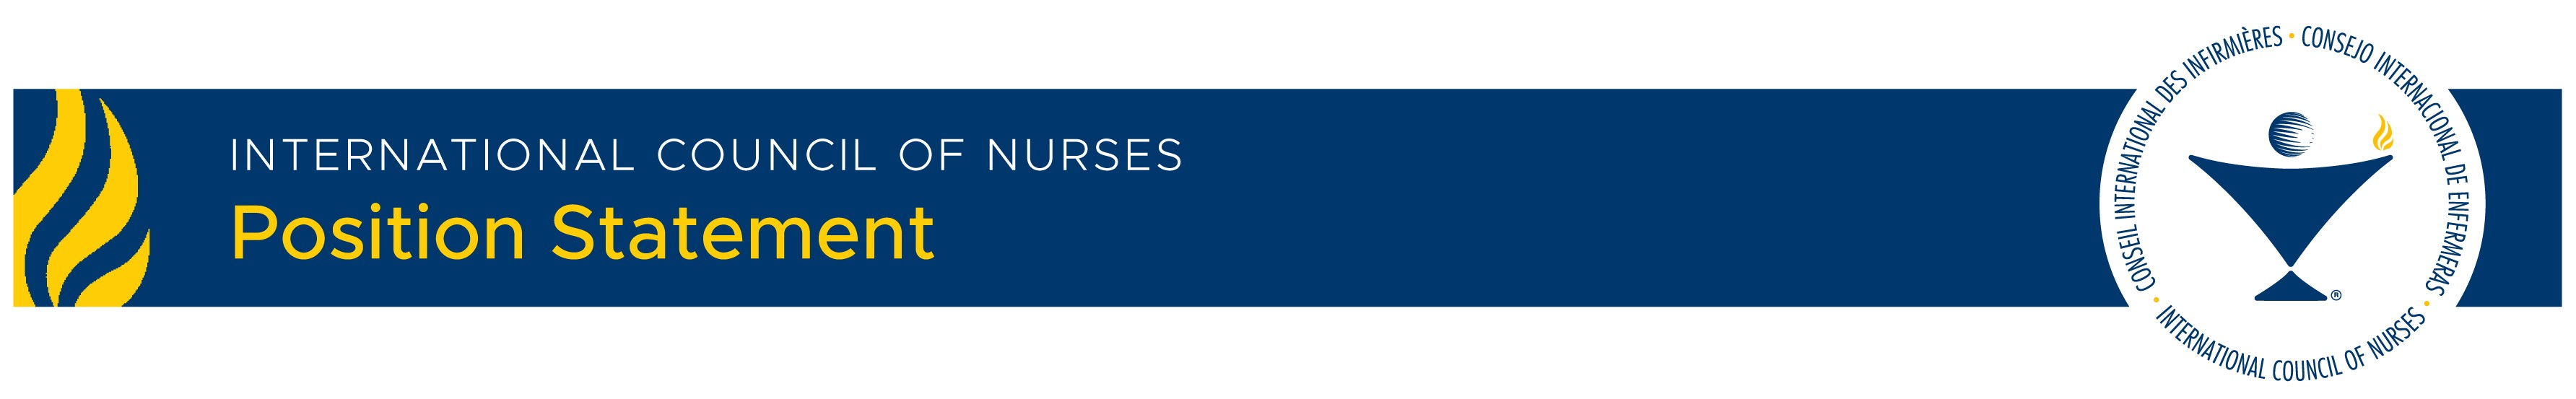 INTERNATIONAL COUNCIL OF NURSES
Position Statement
CONSEIL INTERNATIONAL DES INFIRMIÈRES • CONSEJO INTERNACIONAL DE ENFERMERAS • INTERNATIONAL COUNCIL OF NURSES •
®